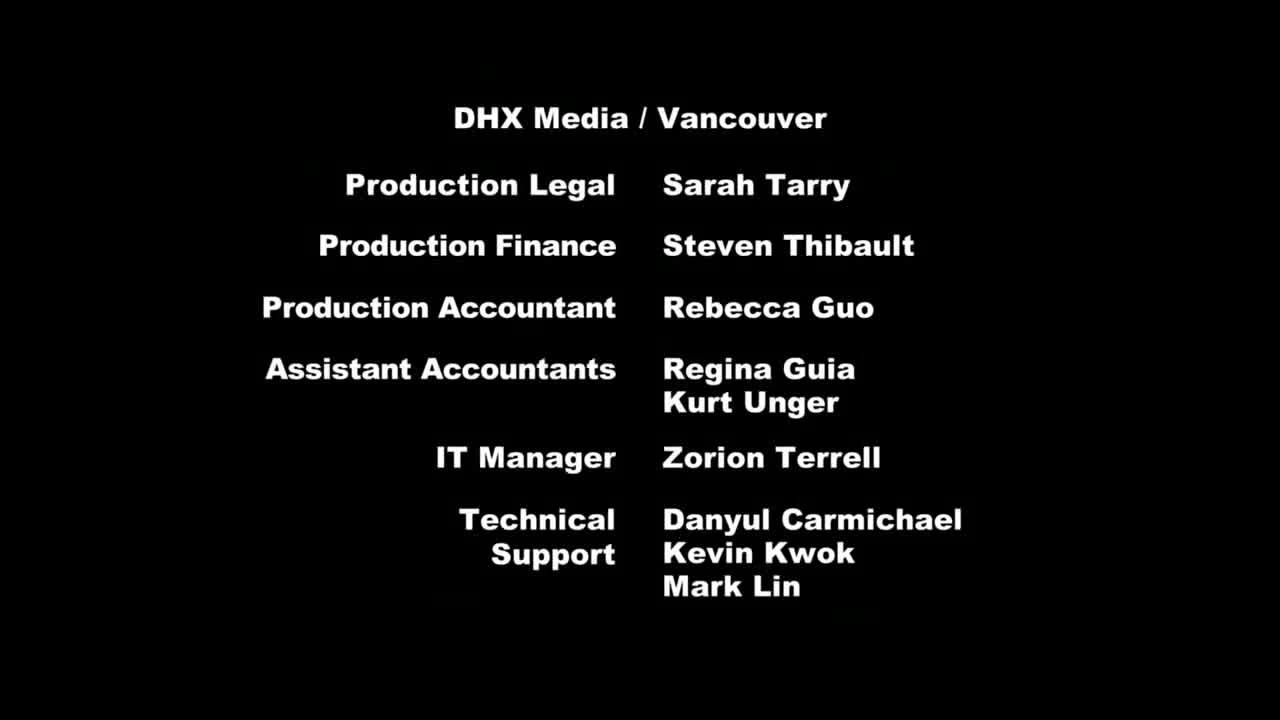 DHX Media / Vancouver
Production Legal Sarah Tarry
Production Finance Steven Thibault
Production Accountant Rebecca Guo
Assistant Accountants Regina Guia
Kurt Unger
IT Manager Zorion Terrell
Technical Danyul Carmichael
Support Kevin Kwok
Mark Lin